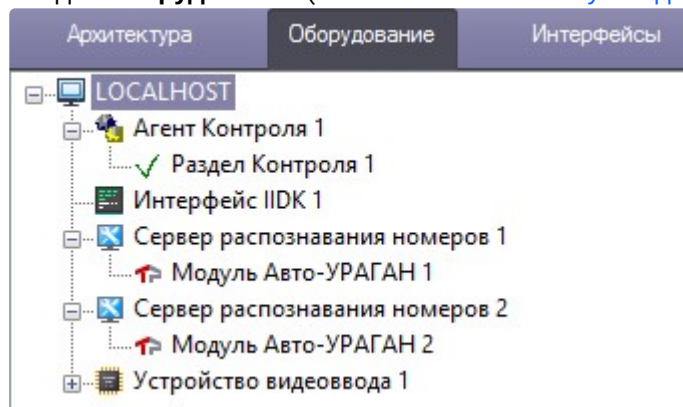 Архитектура Оборудование Интерфейсы
LOCALHOST
Агент Контроля 1
Раздел Контроля 1
Интерфейс IIDK 1
Сервер распознавания номеров 1
Модуль Авто-УРАГАН 1
Сервер распознавания номеров 2
Модуль Авто-УРАГАН 2
Устройство видеоввода 1